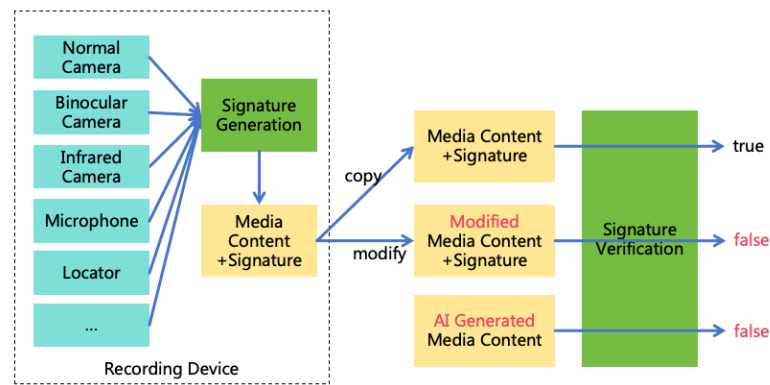 Normal
Camera
Binocular
Camera
Infrared
Camera
Microphone
Locator
...
Recording Device
Signature
Generation
Media
Content
+Signature
copy
modify
Media Content
+Signature
Modified
Media Content
+Signature
AI Generated
Media Content
Signature
Verification
true
false
false